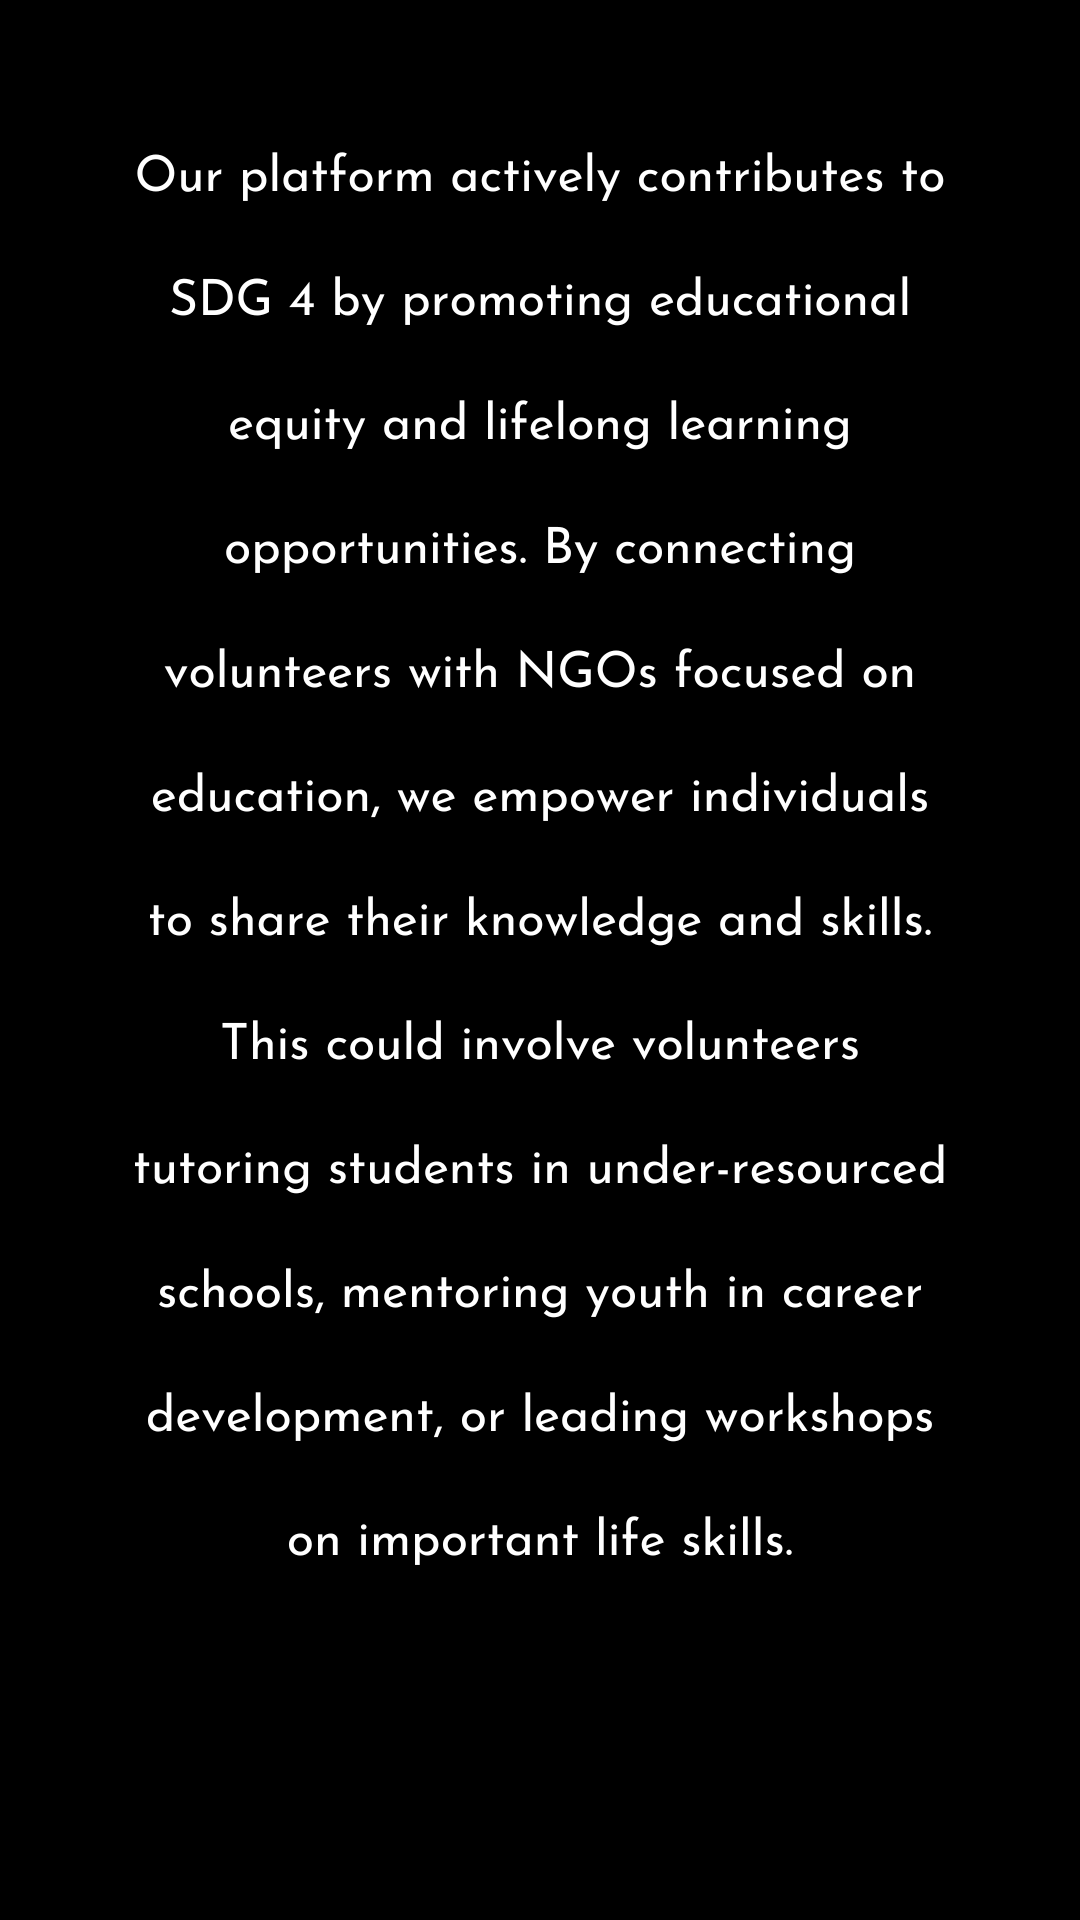 Our platform actively contributes to
SDG 4 by promoting educational
equity and lifelong learning
opportunities. By connecting
volunteers with NGOs focused on
education, we empower individuals
to share their knowledge and skills.
This could involve volunteers
tutoring students in under-resourced
schools, mentoring youth in career
development, or leading workshops
on important life skills.